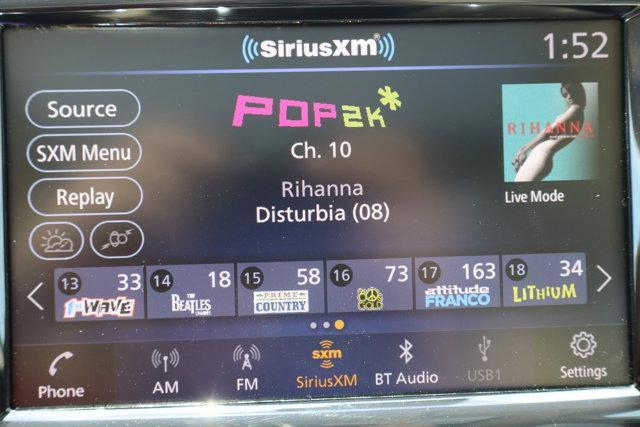 SiriusXM
1:52
Source
POP2K*
SXM Menu
Ch. 10
RIHANNA
Replay
Rihanna
Disturbia (08)
Live Mode
13 33 14 18 15 58 16 73 17 163 18 34
1st WAVE
THE BEATLES CHANNEL
PRIME COUNTRY
60s GOLD
attitude FRANCO
LiTHiUM
sxm
Phone AM FM SiriusXM BT Audio USB1 Settings